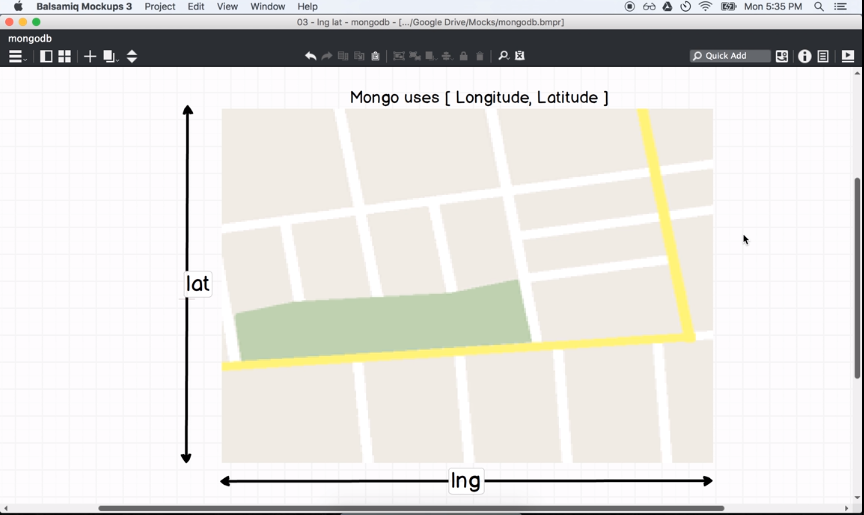 Balsamiq Mockups 3 Project Edit View Window Help Mon 5:35 PM
03 - lng lat - mongodb - [.../Google Drive/Mocks/mongodb.bmpr]
mongodb
Quick Add
Mongo uses [ Longitude, Latitude ]
lat
lng